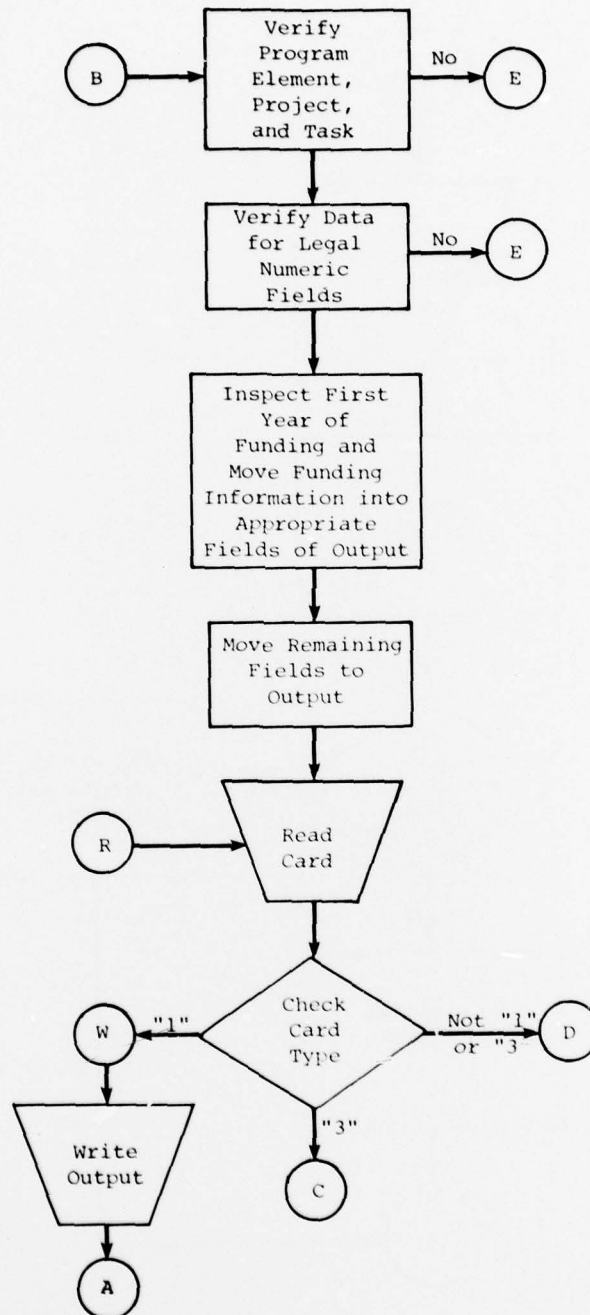 Verify
Program
Element,
Project,
and Task
B
No
E
Verify Data
for Legal
Numeric
Fields
No
E
Inspect First
Year of
Funding and
Move Funding
Information into
Appropriate
Fields of Output
Move Remaining
Fields to
Output
R
Read
Card
W
"1"
Check
Card
Type
Not "1"
or "3
D
"3"
C
Write
Output
A